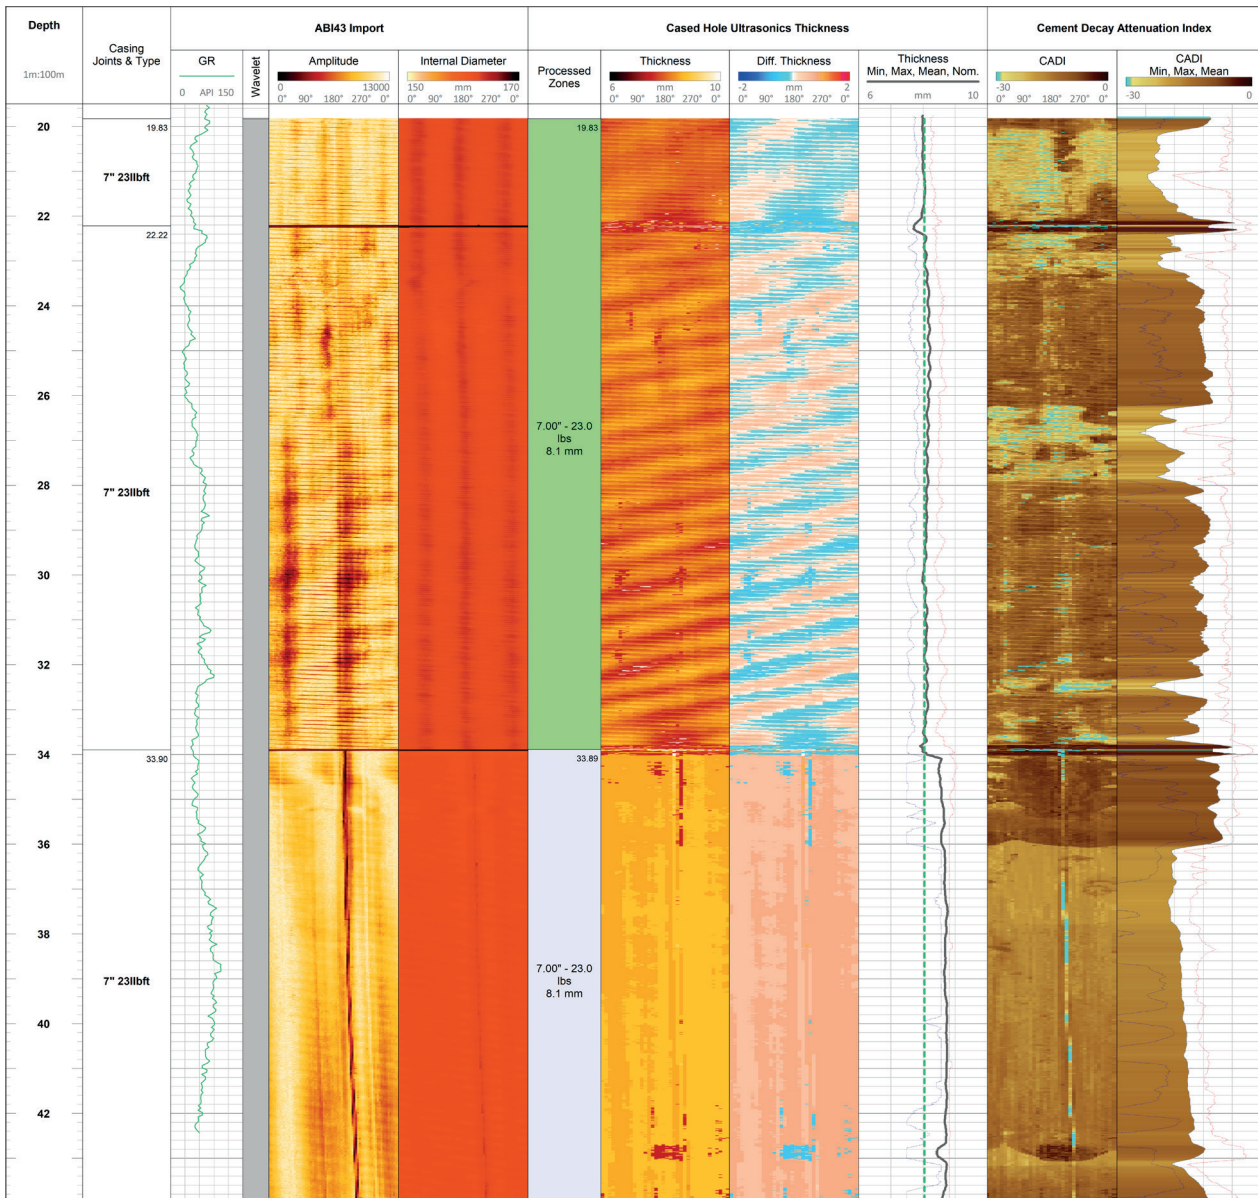 Depth
1m:100m
Casing
Joints & Type
ABI43 Import
GR
0 API 150
Wavelet
Amplitude
0 13000
0° 90° 180° 270° 0°
Internal Diameter
150 mm 170
0° 90° 180° 270° 0°
Cased Hole Ultrasonics Thickness
Processed
Zones
Thickness
6 mm 10
0° 90° 180° 270° 0°
Diff. Thickness
-2 mm 2
0° 90° 180° 270° 0°
Thickness
Min, Max, Mean, Nom.
6 mm 10
Cement Decay Attenuation Index
CADI
-30 0
0° 90° 180° 270° 0°
CADI
Min, Max, Mean
-30 0
20
22
24
26
28
30
32
34
36
38
40
42
19.83
7" 23llbft
22.22
7" 23llbft
33.90
7" 23llbft
19.83
7.00" - 23.0
lbs
8.1 mm
33.89
7.00" - 23.0
lbs
8.1 mm